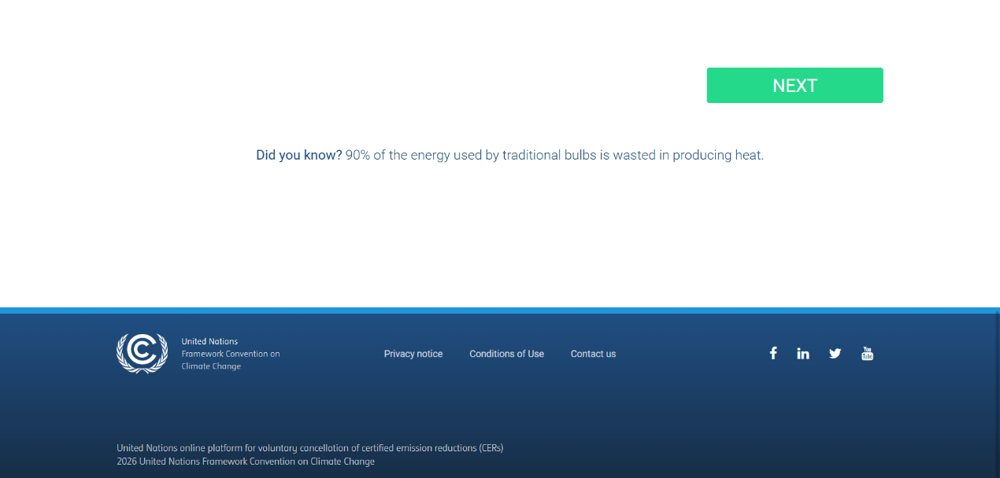 NEXT
Did you know? 90% of the energy used by traditional bulbs is wasted in producing heat.
United Nations
Framework Convention on
Climate Change
Privacy notice
Conditions of Use
Contact us
You
Tube
United Nations online platform for voluntary cancellation of certified emission reductions (CERs)
2026 United Nations Framework Convention on Climate Change